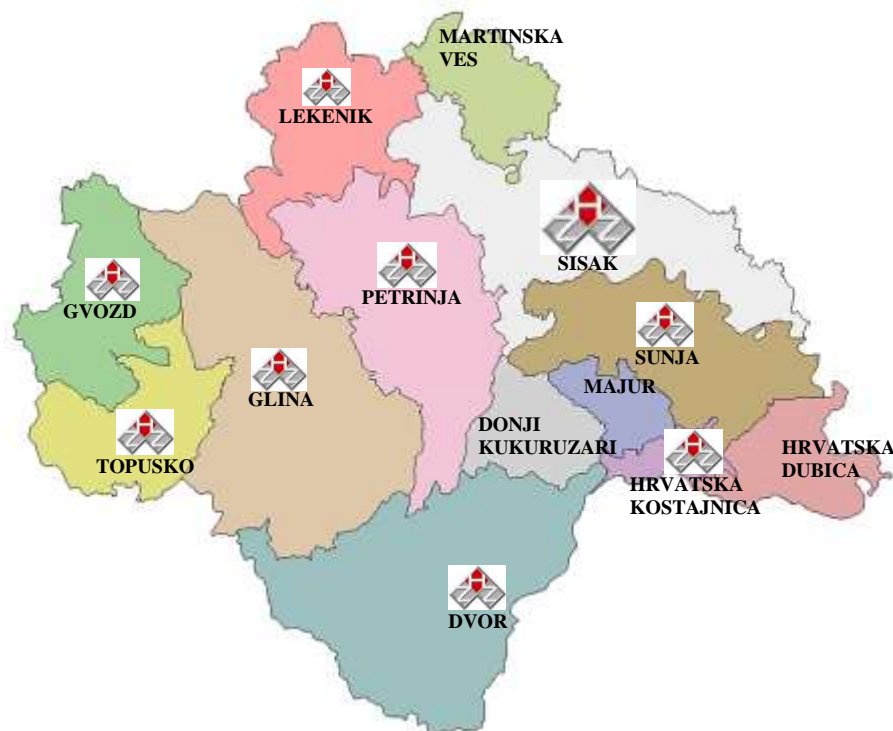 MARTINSKA
VES
LEKENIK
SISAK
PETRINJA
GVOZD
SUNJA
GLINA
MAJUR
DONJI
KUKURUZARI
HRVATSKA
DUBICA
TOPUSKO
HRVATSKA
KOSTAJNICA
DVOR